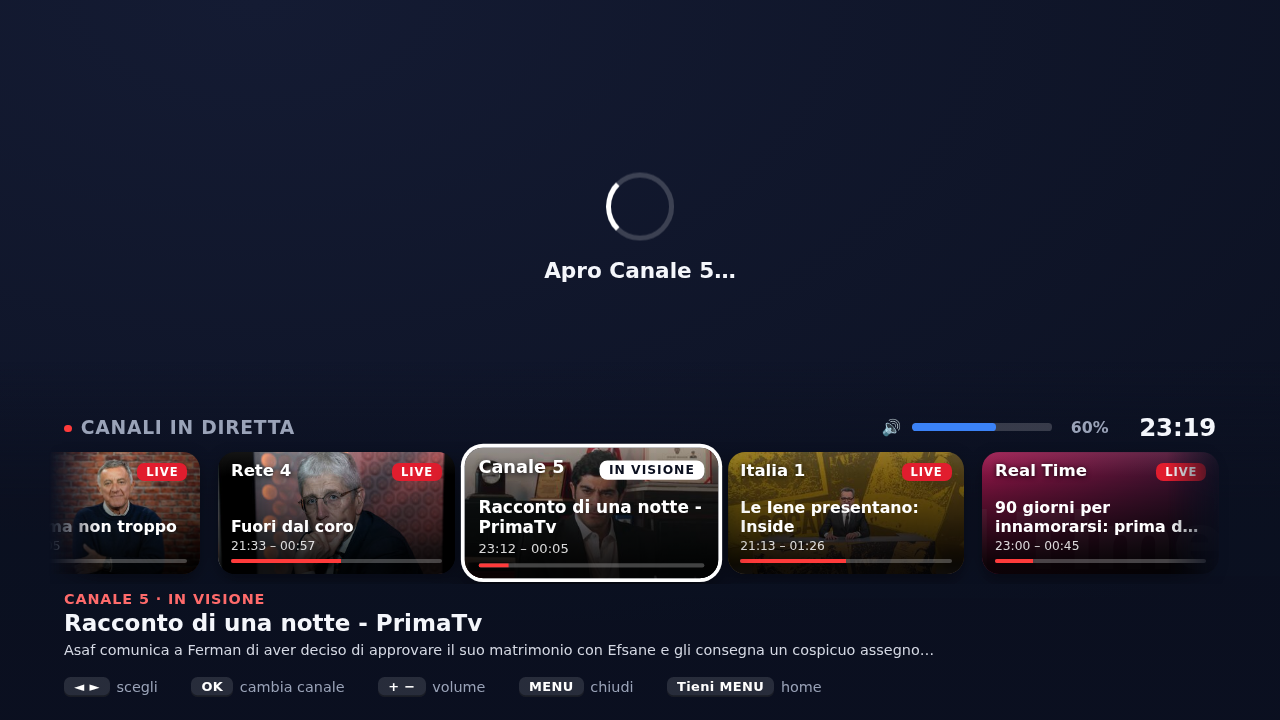 Apro Canale 5...
CANALI IN DIRETTA
60%
23:19
LIVE
ma non troppo
Rete 4
LIVE
Fuori dal coro
21:33 – 00:57
Canale 5
IN VISIONE
Racconto di una notte -
PrimaTv
23:12 – 00:05
Italia 1
LIVE
Le Iene presentano:
Inside
21:13 – 01:26
Real Time
LIVE
90 giorni per
innamorarsi: prima d...
23:00 – 00:45
CANALE 5 · IN VISIONE
Racconto di una notte - PrimaTv
Asaf comunica a Ferman di aver deciso di approvare il suo matrimonio con Efsane e gli consegna un cospicuo assegno...
◄ ► scegli OK cambia canale + − volume MENU chiudi Tieni MENU home